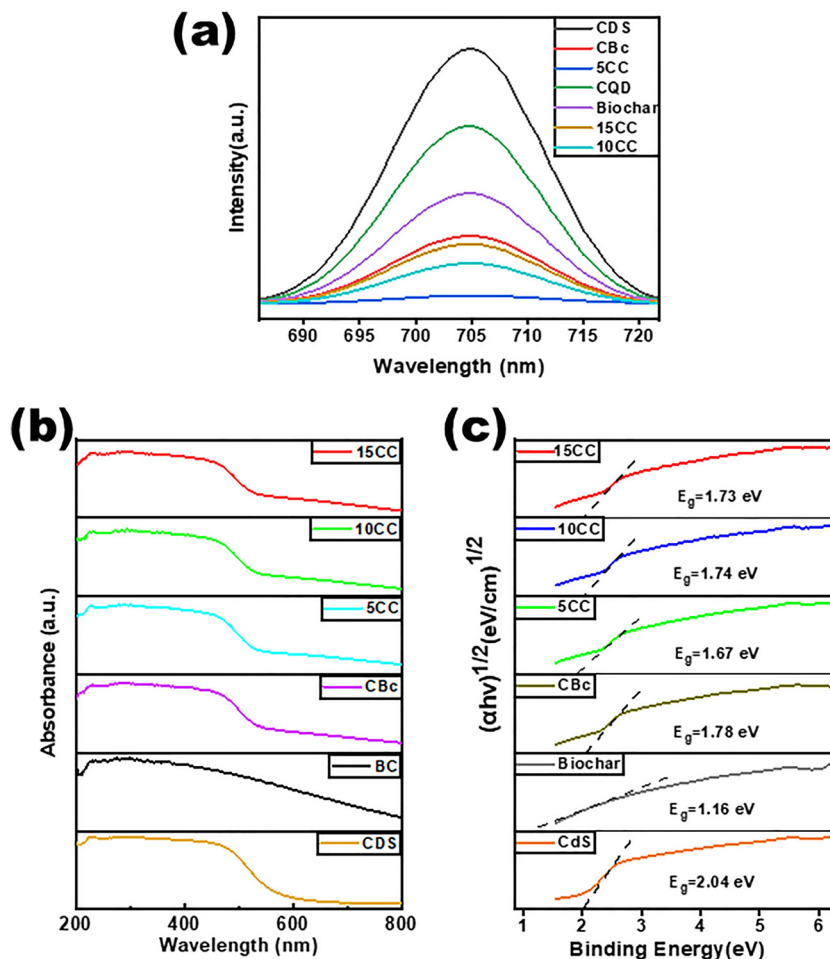 (a)
CDS
CBc
5CC
CQD
Biochar
15CC
10CC
Intensity(a.u.)
690 695 700 705 710 715 720
Wavelength (nm)
(b)
15CC
10CC
5CC
CBc
BC
CDS
Absorbance (a.u.)
200 400 600 800
Wavelength (nm)
(c)
15CC
Eg=1.73 eV
10CC
Eg=1.74 eV
5CC
Eg=1.67 eV
CBc
Eg=1.78 eV
Biochar
Eg=1.16 eV
CdS
Eg=2.04 eV
(αhv)1/2(eV/cm)1/2
1 2 3 4 5 6
Binding Energy(eV)